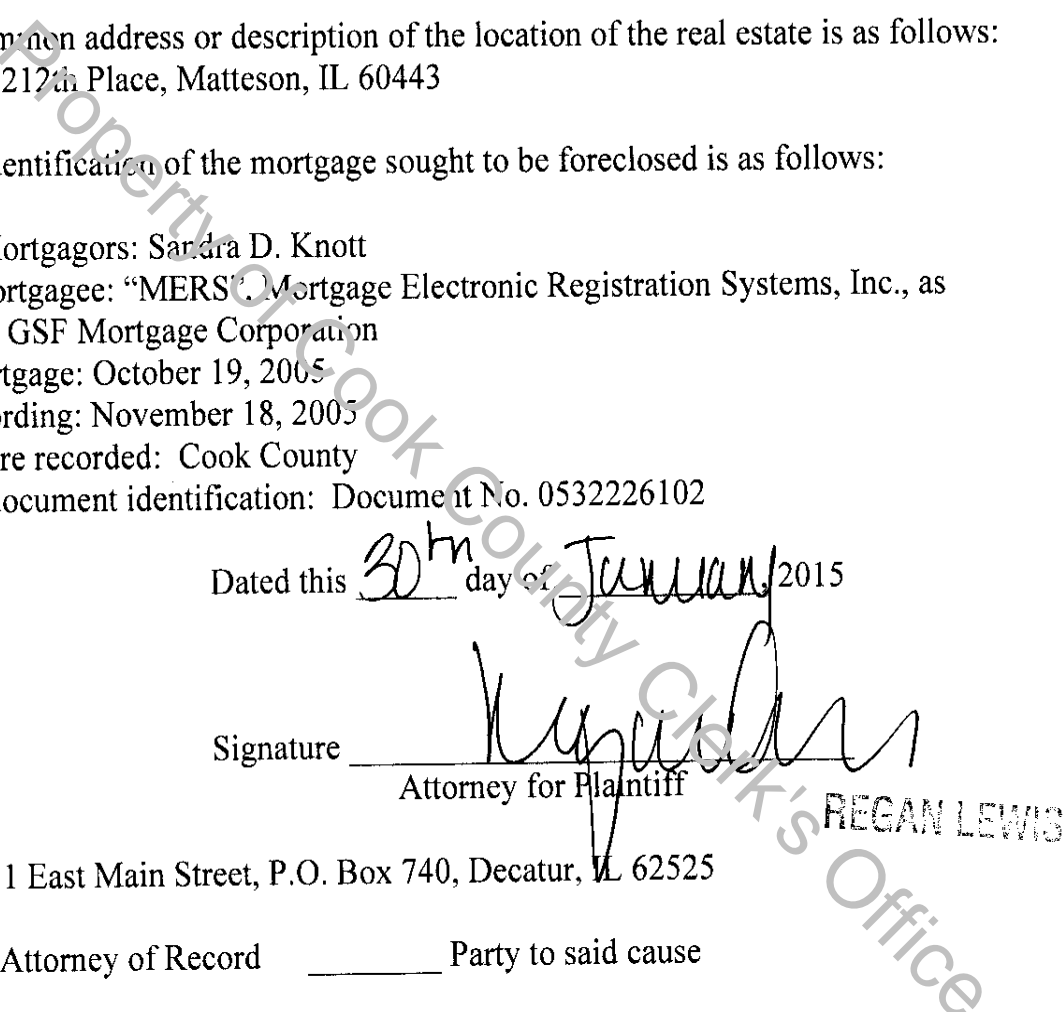 mmon address or description of the location of the real estate is as follows:
212th Place, Matteson, IL 60443
entification of the mortgage sought to be foreclosed is as follows:
ortgagors: Sandra D. Knott
ortgagee: “MERS”, Mortgage Electronic Registration Systems, Inc., as
GSF Mortgage Corporation
tgage: October 19, 2005
rding: November 18, 2005
re recorded: Cook County
ocument identification: Document No. 0532226102
Dated this 30th day of January 2015
Signature
Attorney for Plaintiff
REGAN LEWIS
1 East Main Street, P.O. Box 740, Decatur, IL 62525
Attorney of Record ______ Party to said cause
Property of Cook County Clerk's Office